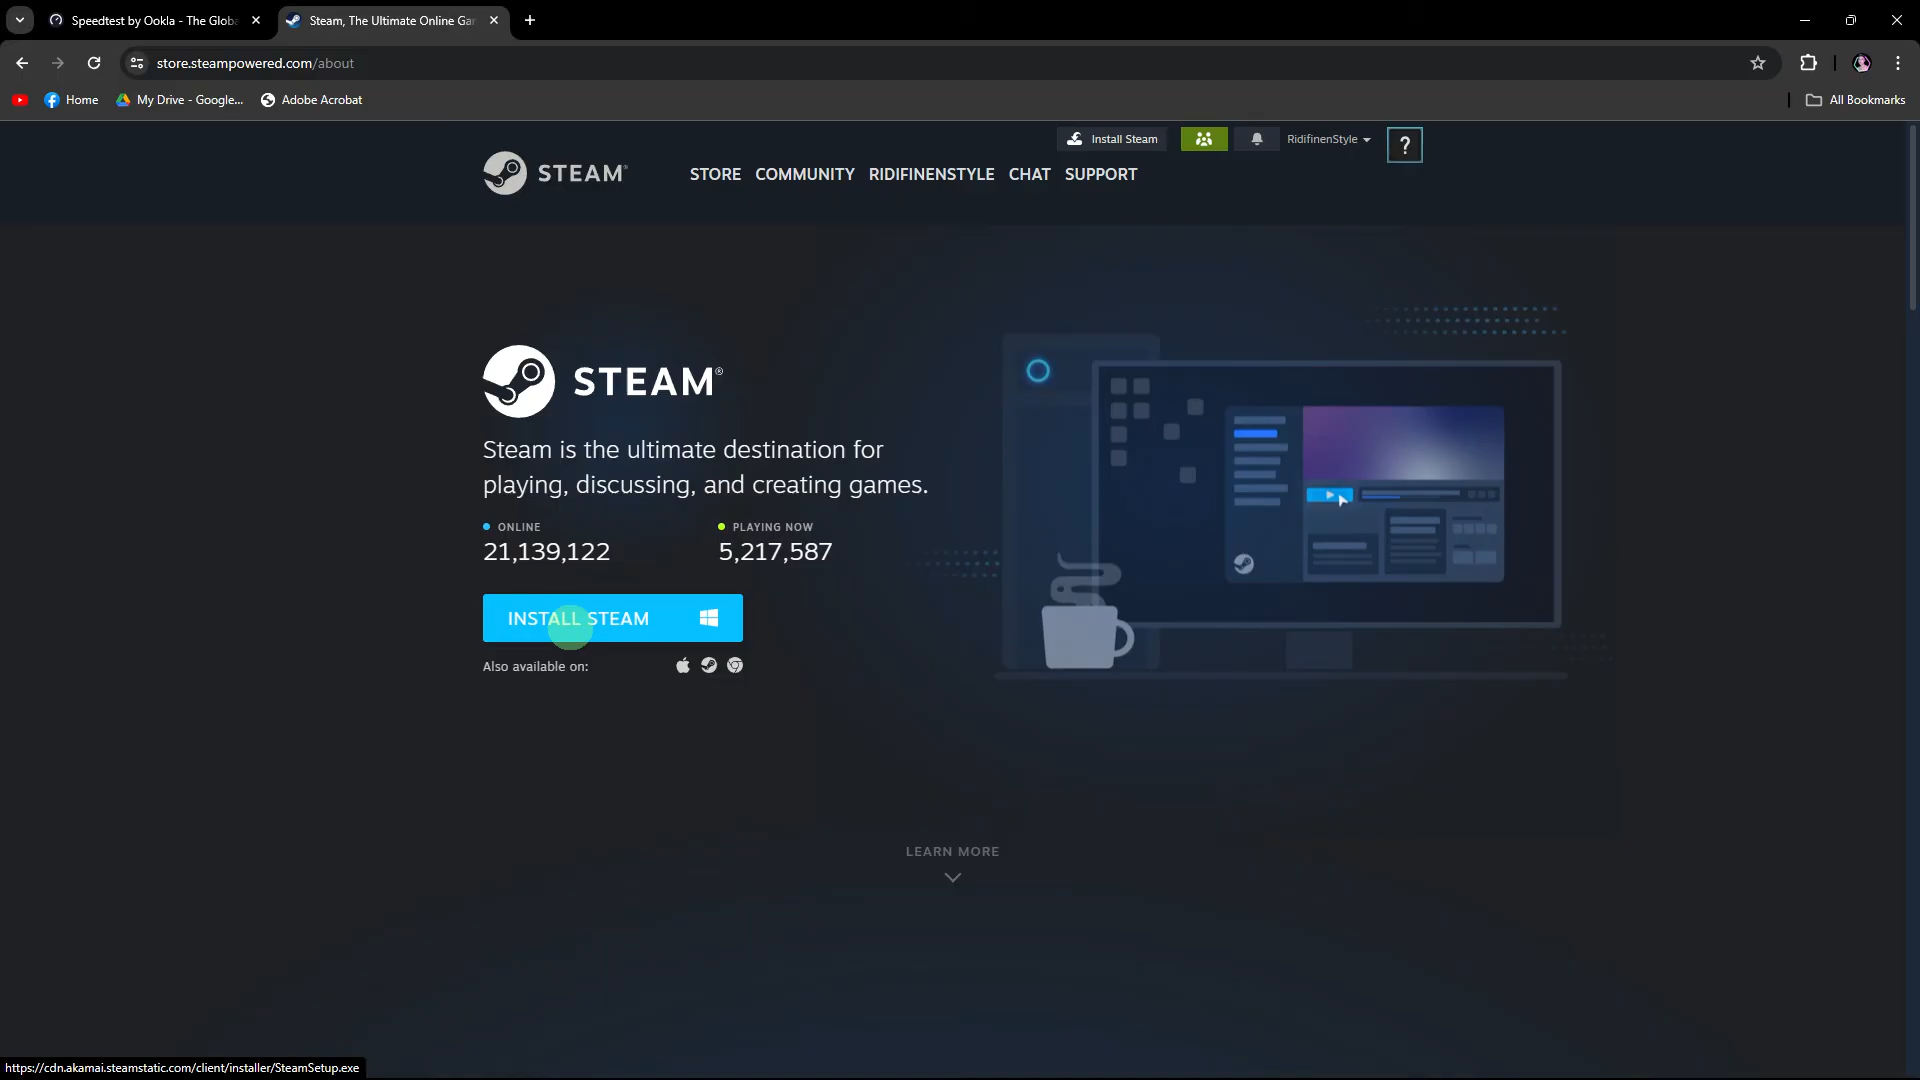 Speedtest by Ookla - The Globa
Steam, The Ultimate Online Gar
store.steampowered.com/about
Home
My Drive - Google...
Adobe Acrobat
All Bookmarks
Install Steam
RidifinenStyle
?
STEAM
STORE COMMUNITY RIDIFINENSTYLE CHAT SUPPORT
STEAM®
Steam is the ultimate destination for
playing, discussing, and creating games.
ONLINE PLAYING NOW
21,139,122 5,217,587
INSTALL STEAM
Also available on:
LEARN MORE
https://cdn.akamai.steamstatic.com/client/installer/SteamSetup.exe